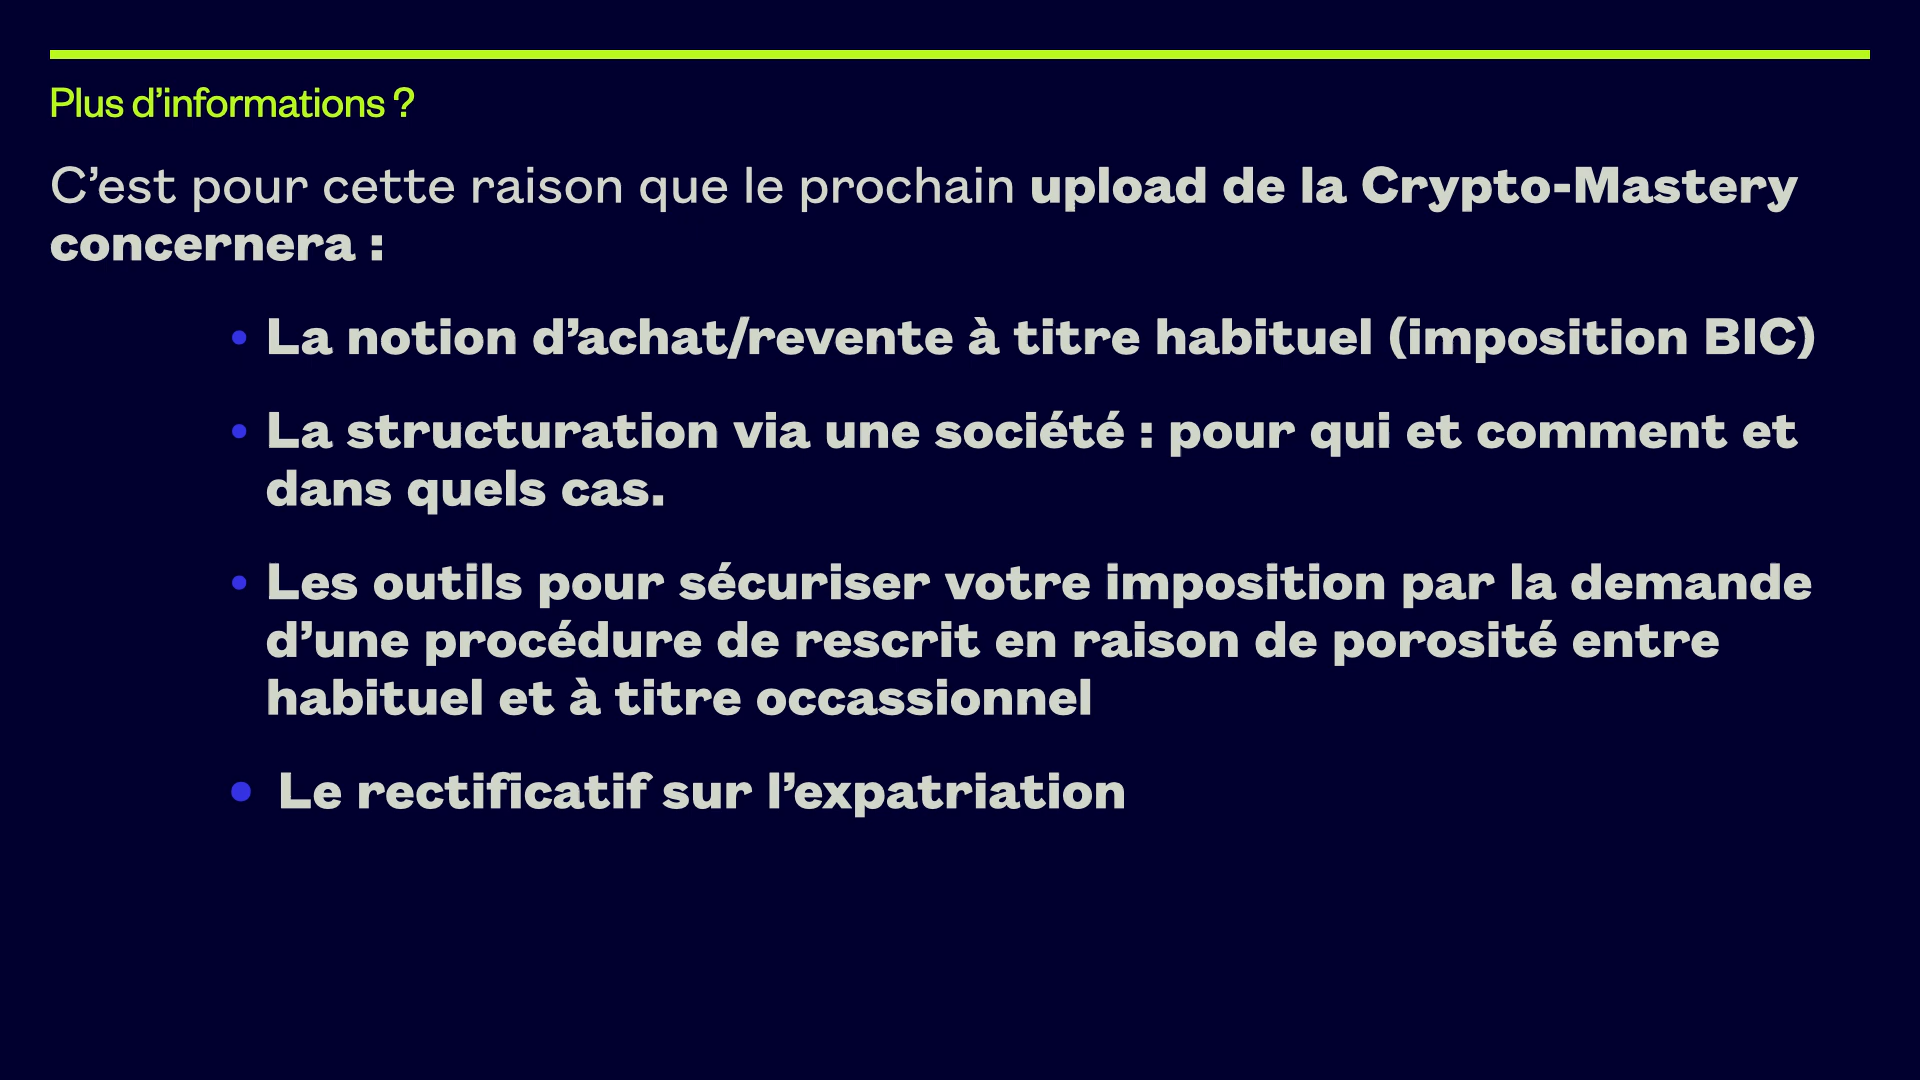 Plus d’informations ?
C’est pour cette raison que le prochain upload de la Crypto-Mastery
concernera :
• La notion d’achat/revente à titre habituel (imposition BIC)
• La structuration via une société : pour qui et comment et
dans quels cas.
• Les outils pour sécuriser votre imposition par la demande
d’une procédure de rescrit en raison de porosité entre
habituel et à titre occassionnel
• Le rectificatif sur l’expatriation